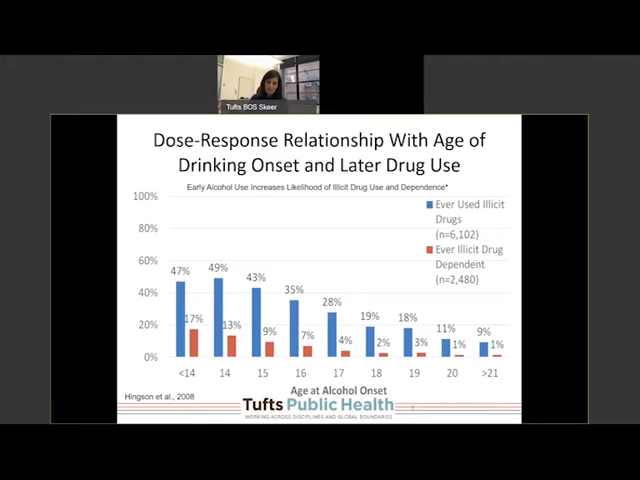 Tufts BOS Skeer
Dose-Response Relationship With Age of
Drinking Onset and Later Drug Use
Early Alcohol Use Increases Likelihood of Illicit Drug Use and Dependence*
100%
80%
60%
40%
20%
0%
Ever Used Illicit
Drugs
(n=6,102)
Ever Illicit Drug
Dependent
(n=2,480)
47% 49% 43% 35% 28% 19% 18% 11% 9%
17% 13% 9% 7% 4% 2% 3% 1% 1%
<14 14 15 16 17 18 19 20 >21
Age at Alcohol Onset
Hingson et al., 2008
Tufts Public Health
WORKING ACROSS DISCIPLINES AND GLOBAL BOUNDARIES